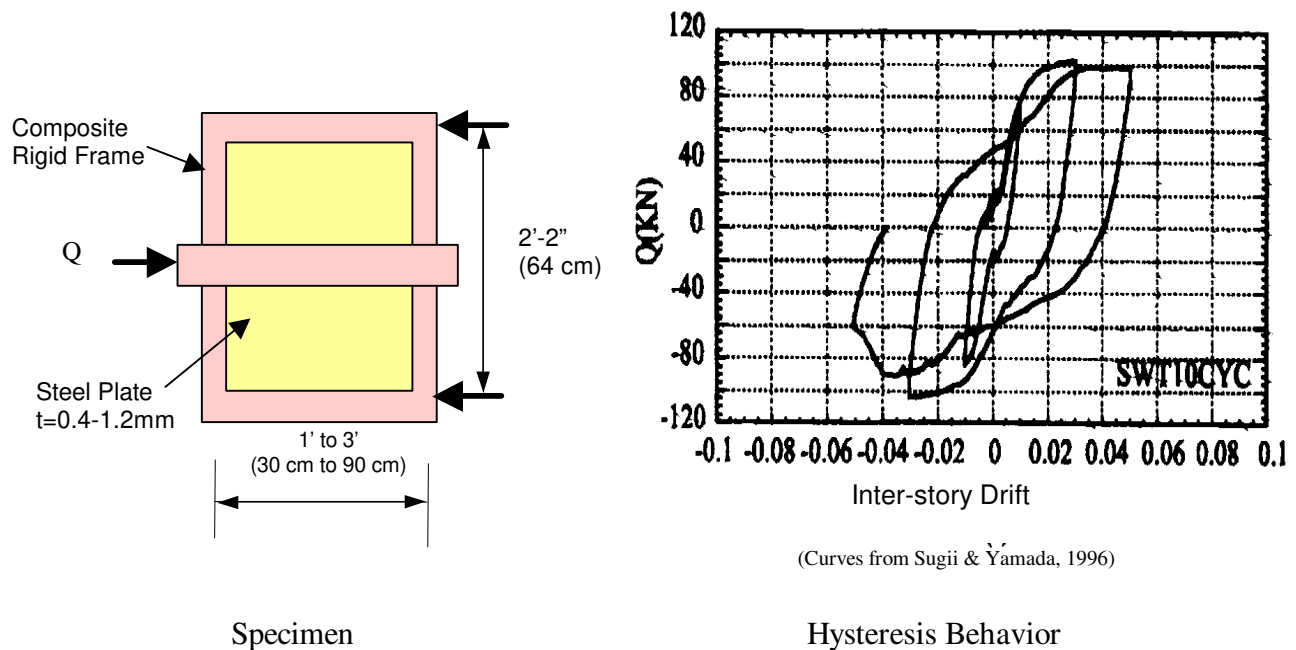 Composite
Rigid Frame
Q
2’-2”
(64 cm)
Steel Plate
t=0.4-1.2mm
1’ to 3’
(30 cm to 90 cm)
120
80
40
0
-40
-80
-120
Q(KN)
SWT10CYC
-0.1 -0.08 -0.06 -0.04 -0.02 0 0.02 0.04 0.06 0.08 0.1
Inter-story Drift
(Curves from Sugii & Yamada, 1996)
Specimen
Hysteresis Behavior